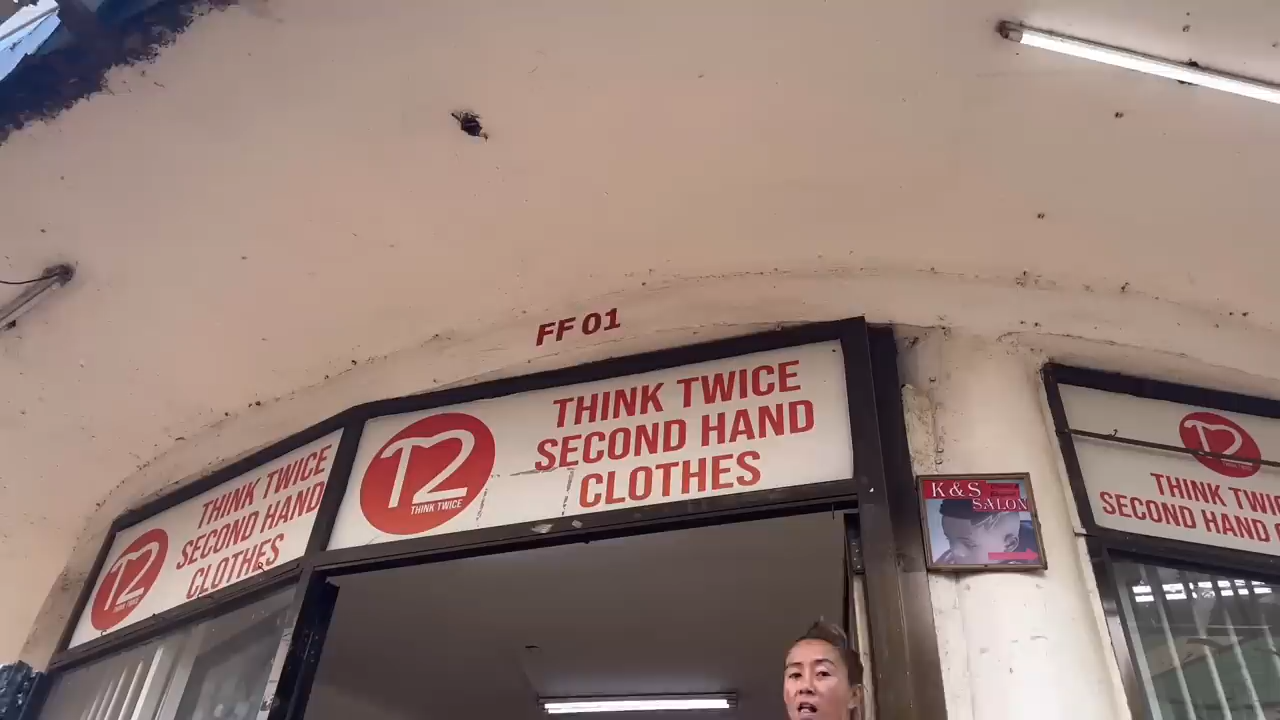 FF 01
T2
THINK TWICE
THINK TWICE
SECOND HAND
CLOTHES
T2
THINK TWICE
THINK TWICE
SECOND HAND
CLOTHES
K & S
SALON
T2
THINK TWICE
SECOND HAND